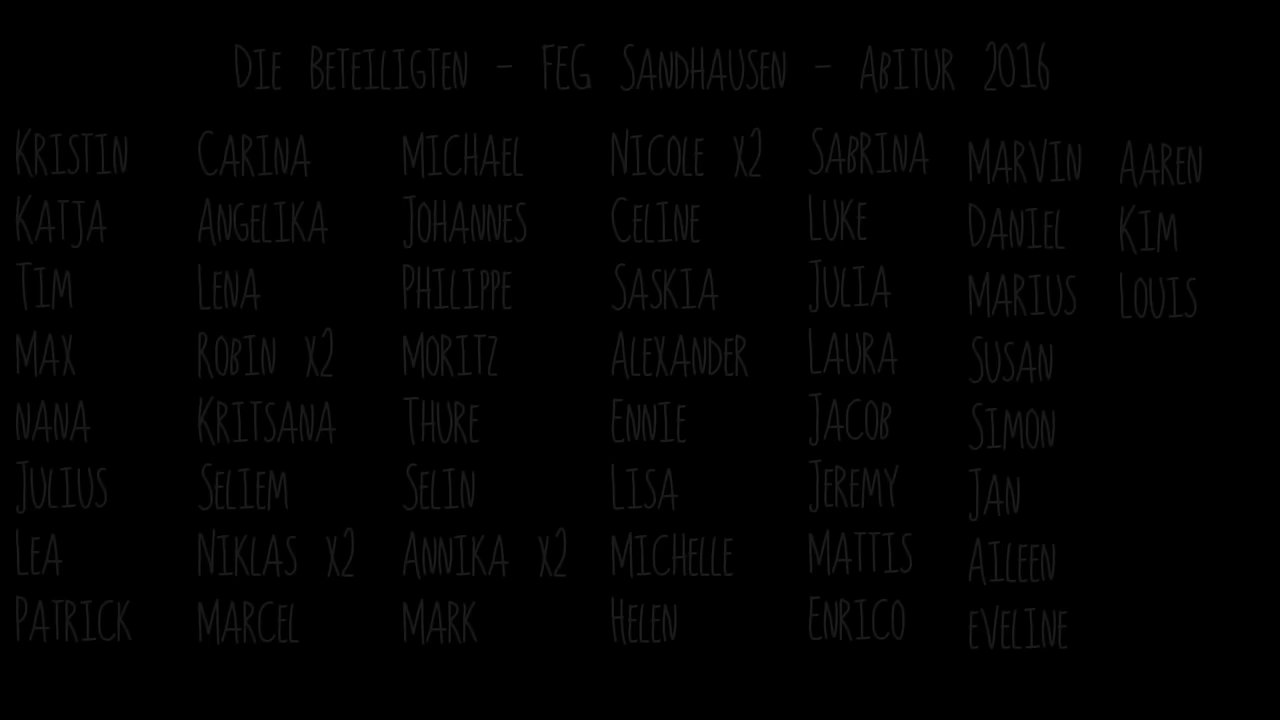 Die Beteiligten - FEG Sandhausen - Abitur 2016
Kristin Carina Michael Nicole x2 Sabrina Marvin Aaren
Katja Angelika Johannes Celine Luke Daniel Kim
Tim Lena Philippe Saskia Julia Marius Louis
Max Robin x2 Moritz Alexander Laura Susan
Nana Kritsana Thure Ennie Jacob Simon
Julius Seliem Selin Lisa Jeremy Jan
Lea Niklas x2 Annika x2 Michelle Mattis Aileen
Patrick Marcel Mark Helen Enrico Eveline